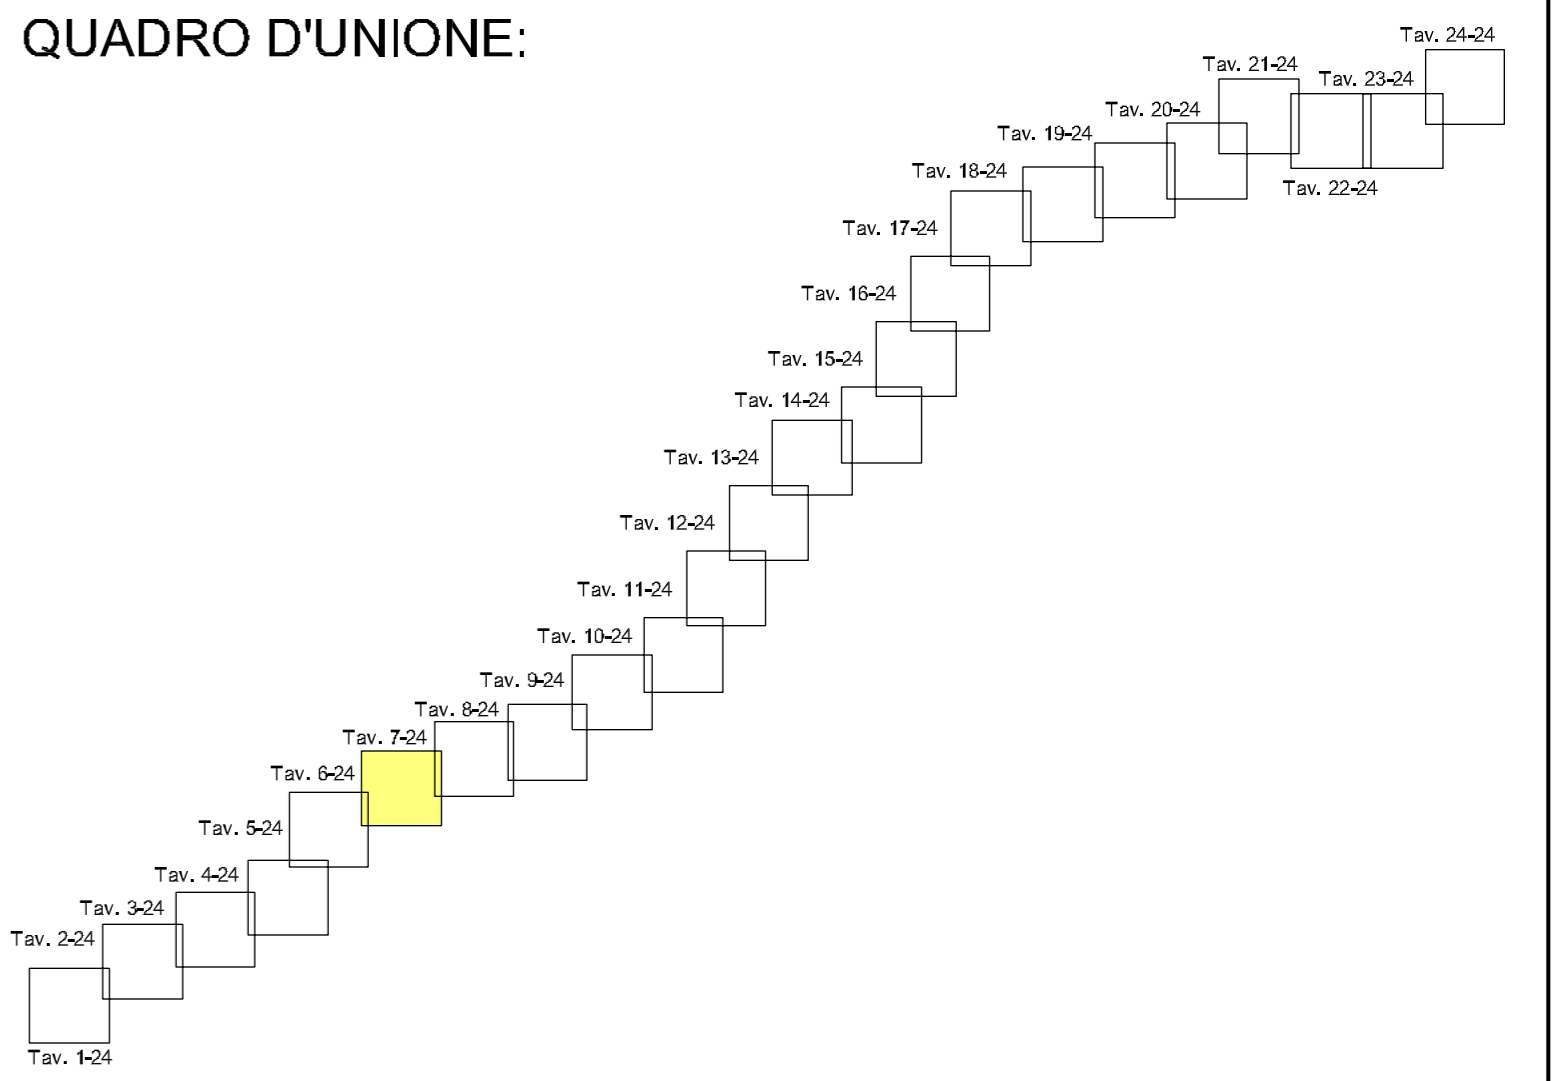 QUADRO D'UNIONE:
Tav. 24-24
Tav. 21-24
Tav. 23-24
Tav. 20-24
Tav. 19-24
Tav. 18-24
Tav. 22-24
Tav. 17-24
Tav. 16-24
Tav. 15-24
Tav. 14-24
Tav. 13-24
Tav. 12-24
Tav. 11-24
Tav. 10-24
Tav. 9-24
Tav. 8-24
Tav. 7-24
Tav. 6-24
Tav. 5-24
Tav. 4-24
Tav. 3-24
Tav. 2-24
Tav. 1-24